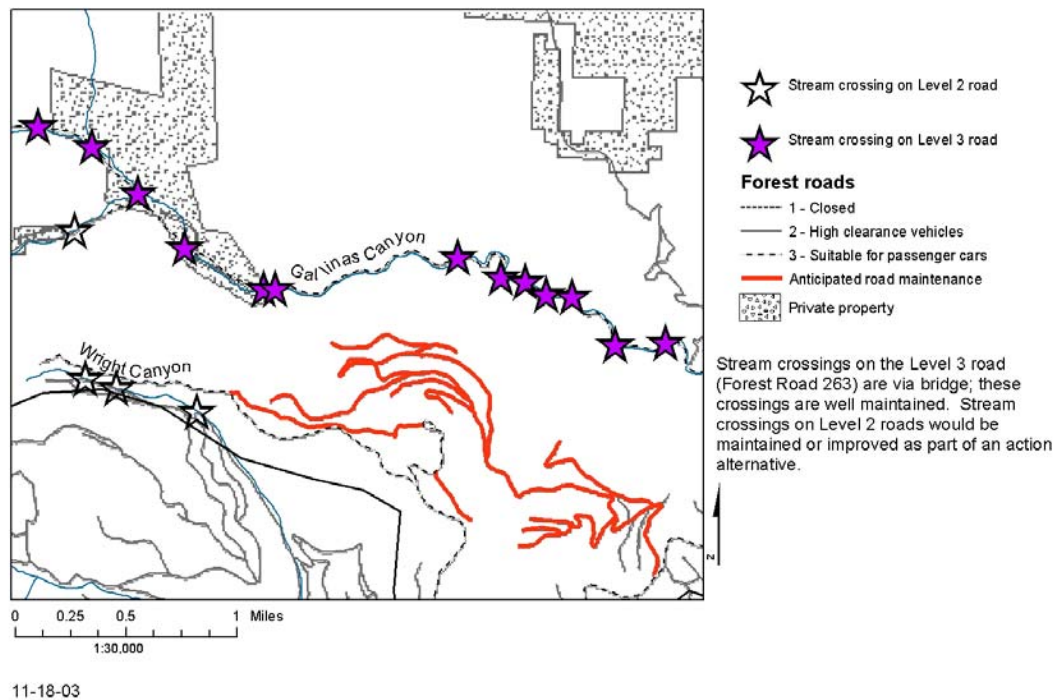 Gallinas Canyon
Wright Canyon
Stream crossing on Level 2 road
Stream crossing on Level 3 road
Forest roads
1 - Closed
2 - High clearance vehicles
3 - Suitable for passenger cars
Anticipated road maintenance
Private property
Stream crossings on the Level 3 road
(Forest Road 263) are via bridge; these
crossings are well maintained. Stream
crossings on Level 2 roads would be
maintained or improved as part of an action
alternative.
N
0 0.25 0.5 1 Miles
1:30,000
11-18-03